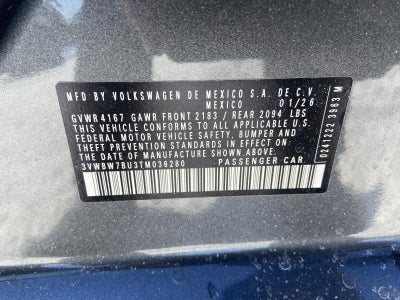 MFD BY VOLKSWAGEN DE MEXICO S.A. DE C.V.
MEXICO 01/26
GVWR 4167 GAWR FRONT 2183 / REAR 2094 LBS
THIS VEHICLE CONFORMS TO ALL APPLICABLE U.S.
FEDERAL MOTOR VEHICLE SAFETY, BUMPER AND
THEFT PREVENTION STANDARDS IN EFFECT ON THE
DATE OF MANUFACTURE SHOWN ABOVE.
3VWBW7BU3TM036280 PASSENGER CAR
0241222 3963 M